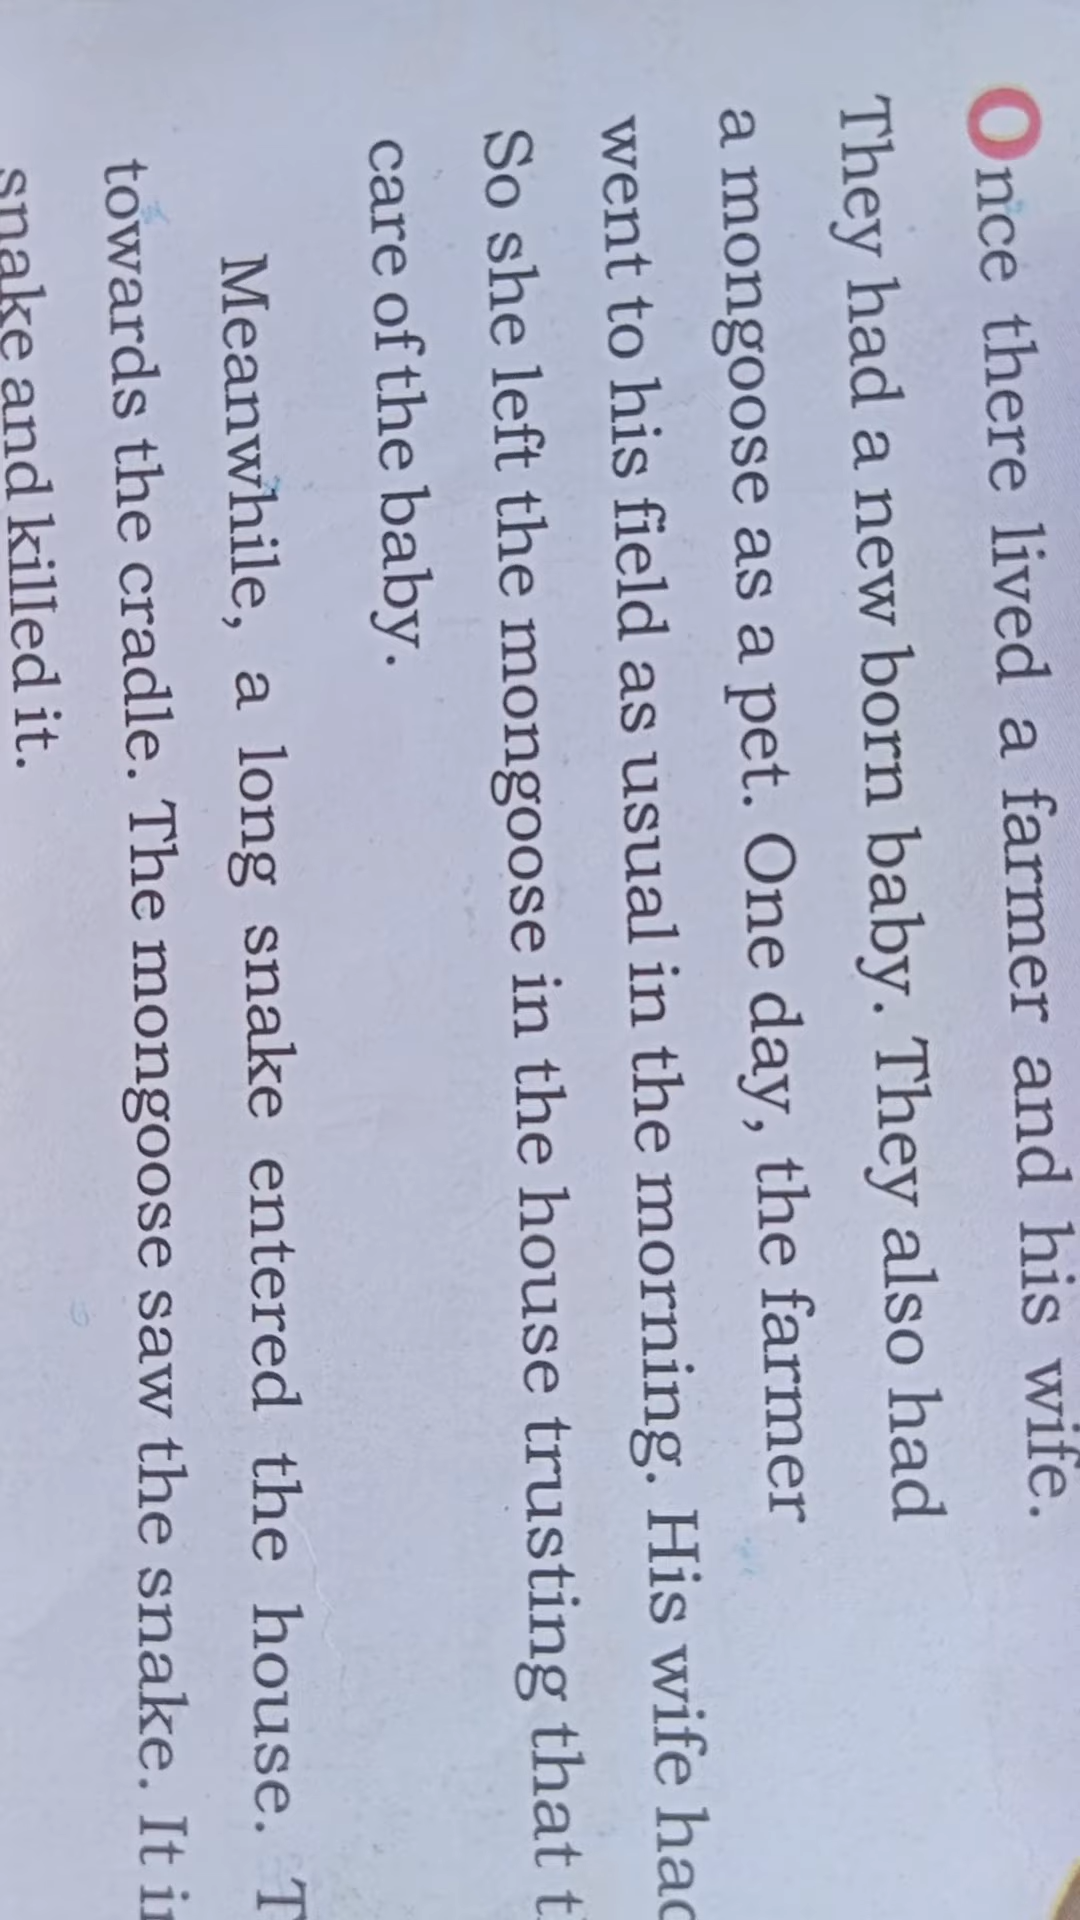 Once there lived a farmer and his wife.
They had a new born baby. They also had
a mongoose as a pet. One day, the farmer
went to his field as usual in the morning. His wife had
So she left the mongoose in the house trusting that
care of the baby.
Meanwhile, a long snake entered the house.
towards the cradle. The mongoose saw the snake. It
snake and killed it.